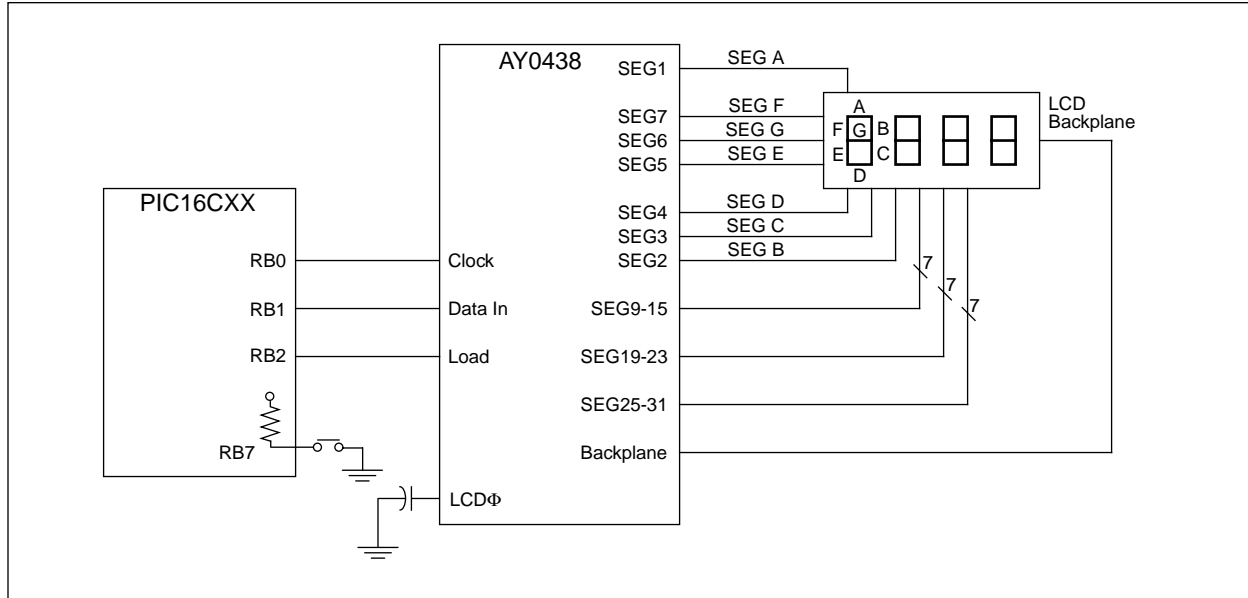 AY0438
SEG1
SEG A
SEG7
SEG F
SEG6
SEG G
SEG5
SEG E
SEG4
SEG D
SEG3
SEG C
SEG2
SEG B
SEG9-15
SEG19-23
SEG25-31
Backplane
Clock
Data In
Load
LCDΦ
PIC16CXX
RB0
RB1
RB2
RB7
A
F G B
E C
D
LCD
Backplane
7
7
7